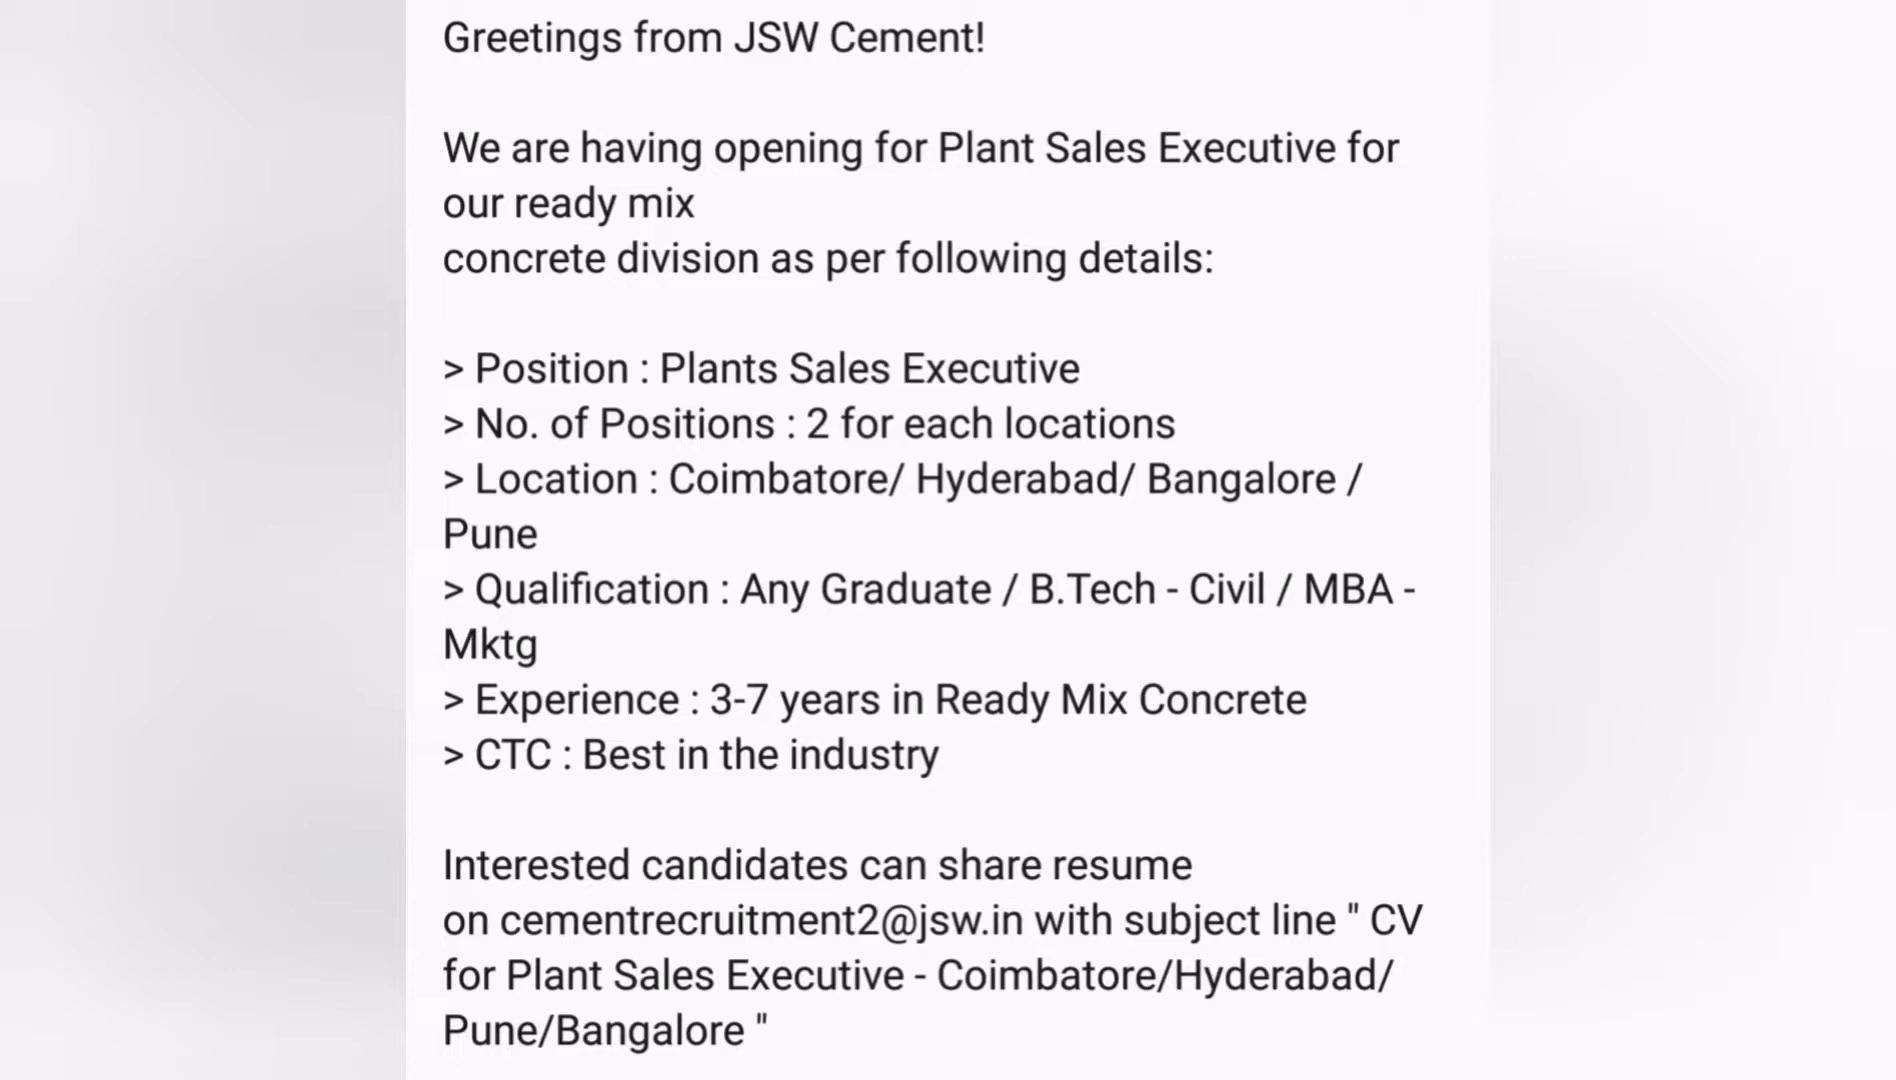 Greetings from JSW Cement!
We are having opening for Plant Sales Executive for
our ready mix
concrete division as per following details:
> Position : Plants Sales Executive
> No. of Positions : 2 for each locations
> Location : Coimbatore/ Hyderabad/ Bangalore /
Pune
> Qualification : Any Graduate / B.Tech - Civil / MBA -
Mktg
> Experience : 3-7 years in Ready Mix Concrete
> CTC : Best in the industry
Interested candidates can share resume
on cementrecruitment2@jsw.in with subject line " CV
for Plant Sales Executive - Coimbatore/Hyderabad/
Pune/Bangalore "